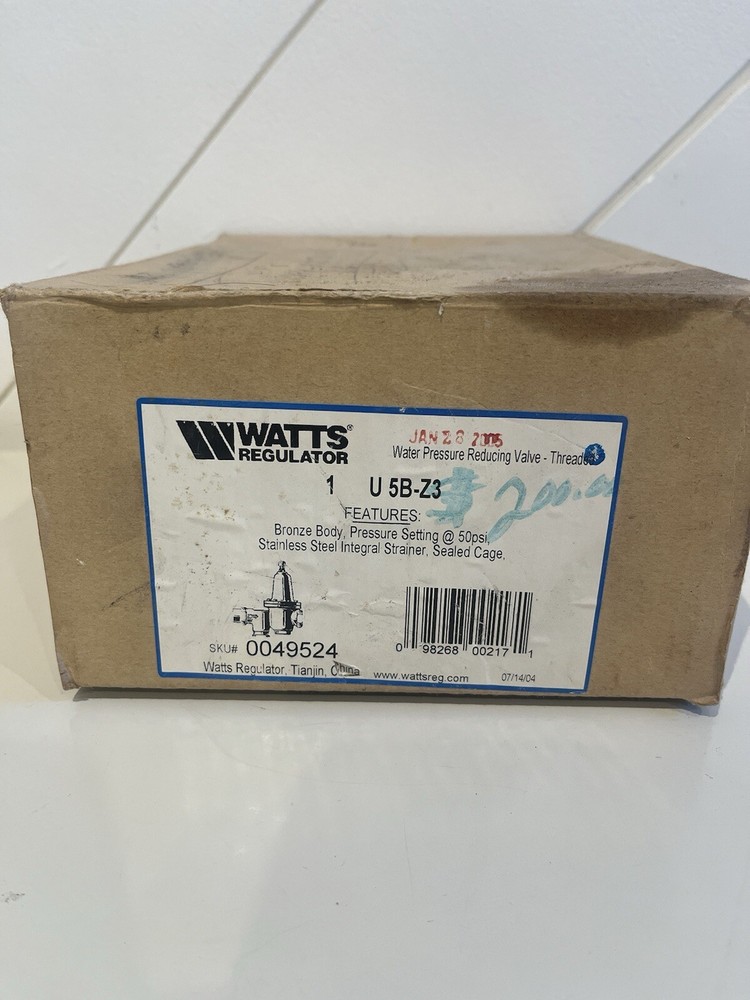 WATTS®
REGULATOR
JAN 28 2005
Water Pressure Reducing Valve - Threaded
1 U 5B-Z3
$ 200.00
FEATURES:
Bronze Body, Pressure Setting @ 50psi,
Stainless Steel Integral Strainer, Sealed Cage,
SKU# 0049524
0 98268 00217 1
Watts Regulator, Tianjin, China
www.wattsreg.com
07/14/04